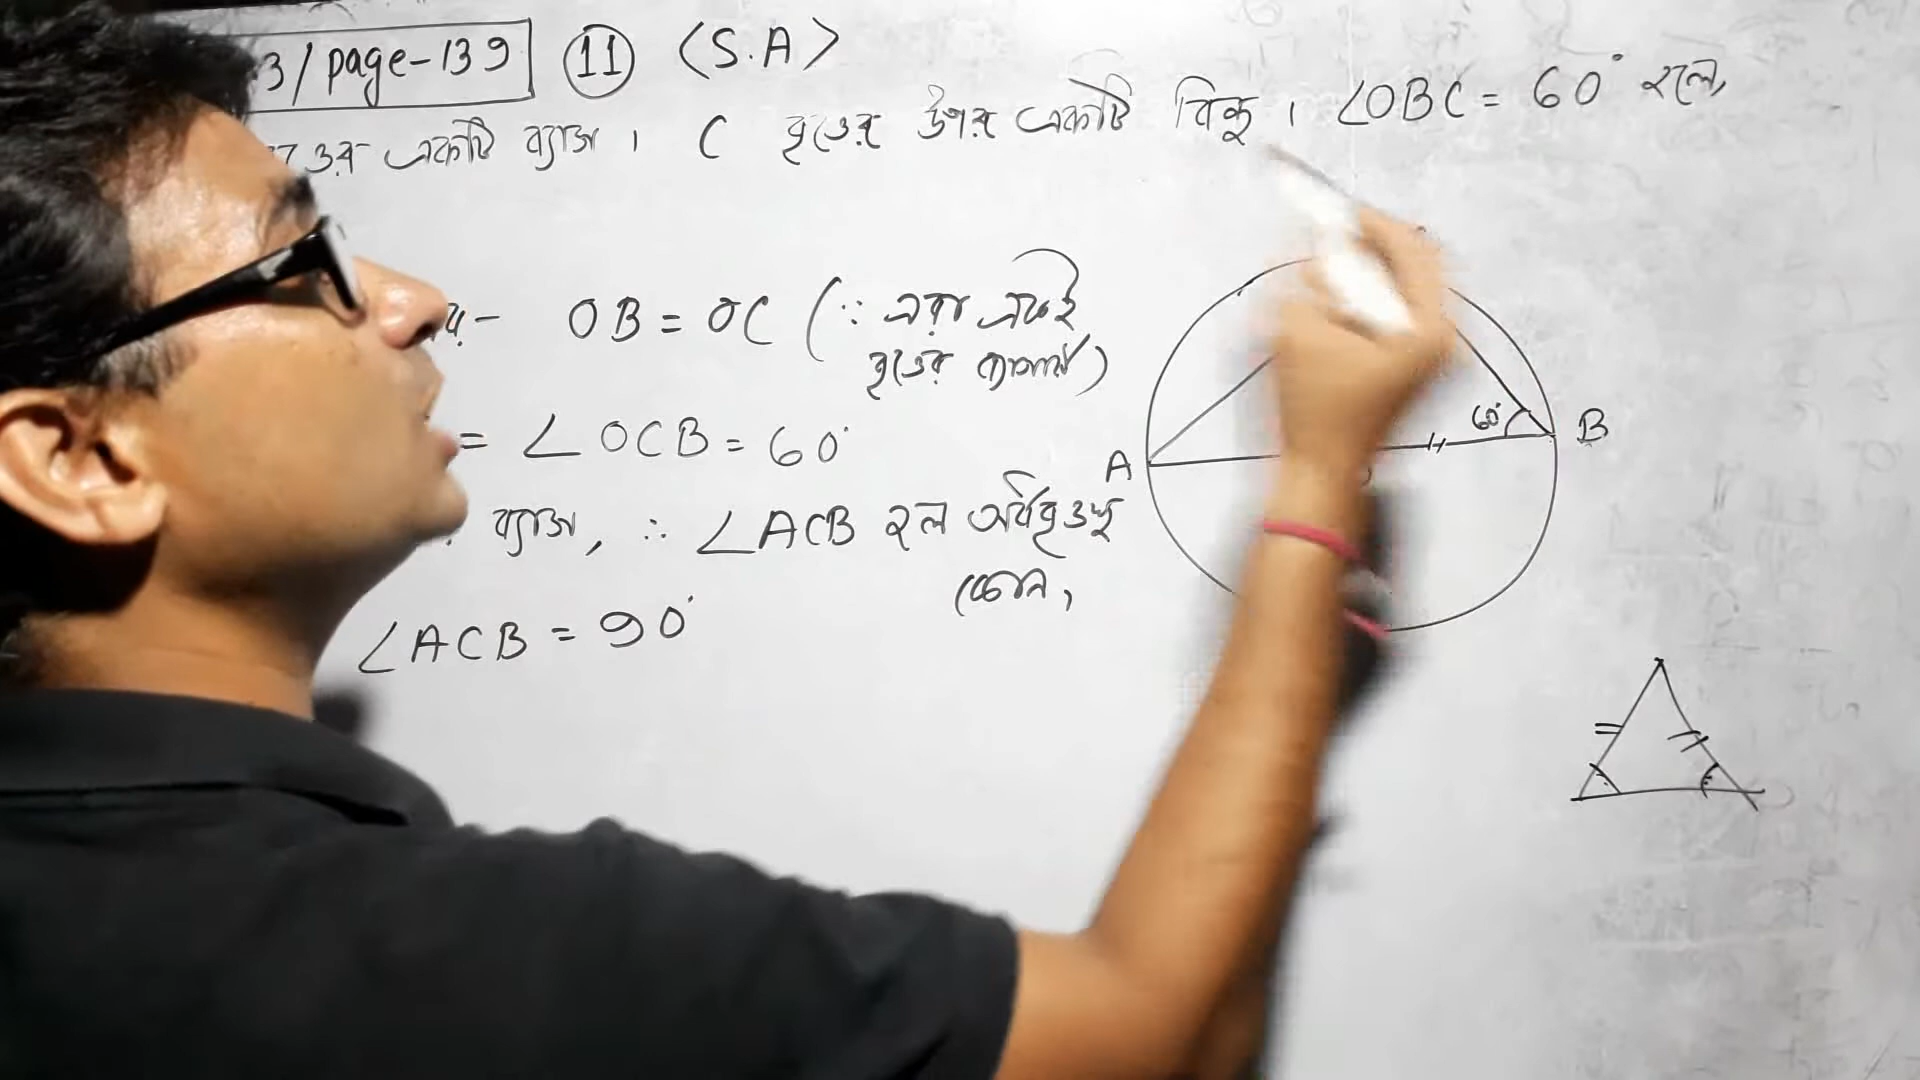 3/page-139 (11) <S.A>
একটি ব্যাস । C বৃত্তের উপর একটি বিন্দু । ∠OBC = 60° হলে,
য়- OB = OC (∵ এরা একই
বৃত্তের ব্যাসার্ধ)
= ∠OCB = 60°
ব্যাস, ∴ ∠ACB হল অর্ধবৃত্তস্থ
কোন,
∠ACB = 90°
A
60°
B